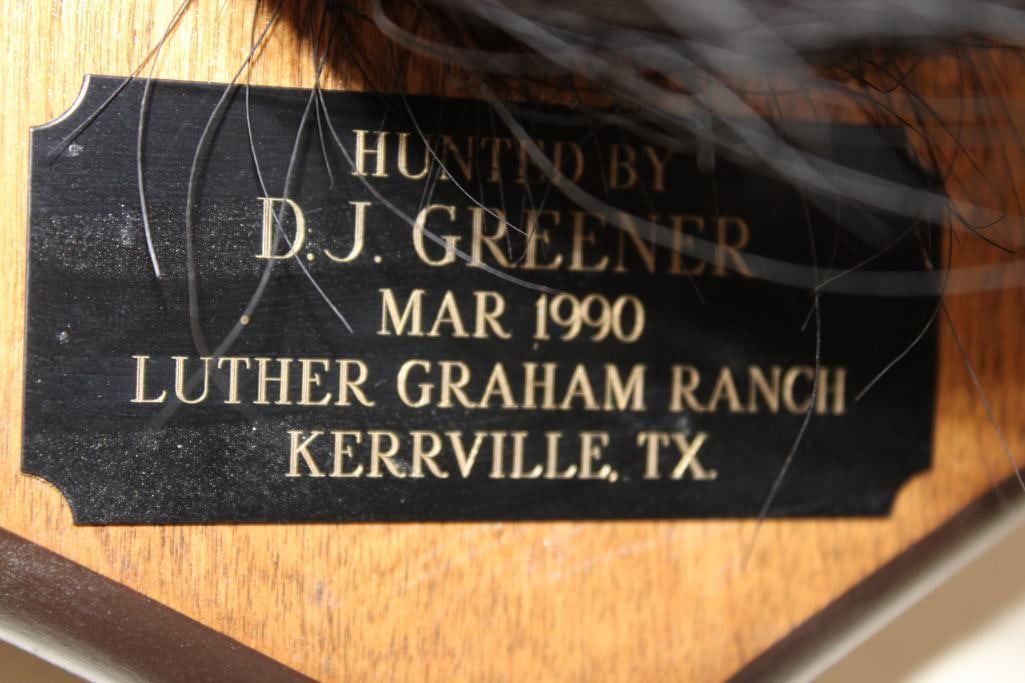 HUNTED BY
D.J. GREENER
MAR 1990
LUTHER GRAHAM RANCH
KERRVILLE, TX.